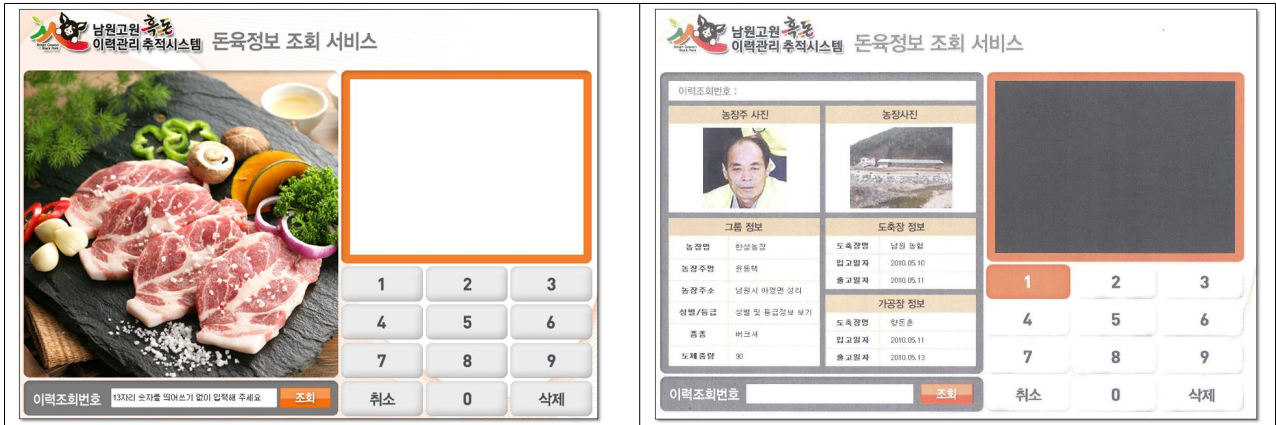 남원고원 흑돈
이력관리 추적시스템 돈육정보 조회 서비스
1 2 3
4 5 6
7 8 9
취소 0 삭제
이력조회번호 13자리 숫자를 띄어쓰기 없이 입력해 주세요 조회
남원고원 흑돈
이력관리 추적시스템 돈육정보 조회 서비스
이력조회번호 :
농장주 사진 농장사진
그룹 정보
농장명 한성농장
농장주명 윤동택
농장주소 남원시 아영면 성리
성별/등급 성별 및 등급정보 보기
품종 버크셔
도체중량 90
도축장 정보
도축장명 남원 농협
입고일자 2010.05.10
출고일자 2010.05.11
가공장 정보
도축장명 향돈촌
입고일자 2010.05.11
출고일자 2010.05.13
1 2 3
4 5 6
7 8 9
취소 0 삭제
이력조회번호 조회